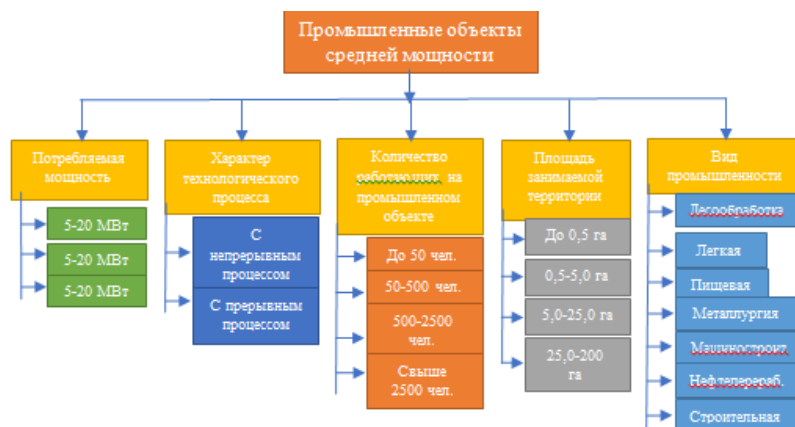 Промышленные объекты
средней мощности
Потребляемая
мощность
5-20 МВт
5-20 МВт
5-20 МВт
Характер
технологического
процесса
С
непрерывным
процессом
С прерывным
процессом
Количество
работающих на
промышленном
объекте
До 50 чел.
50-500 чел.
500-2500
чел.
Свыше
2500 чел.
Площадь
занимаемой
территории
До 0,5 га
0,5-5,0 га
5,0-25,0 га
25,0-200
га
Вид
промышленности
Лесообработка
Легкая
Пищевая
Металлургия
Машиностроит.
Нефтеперераб.
Строительная